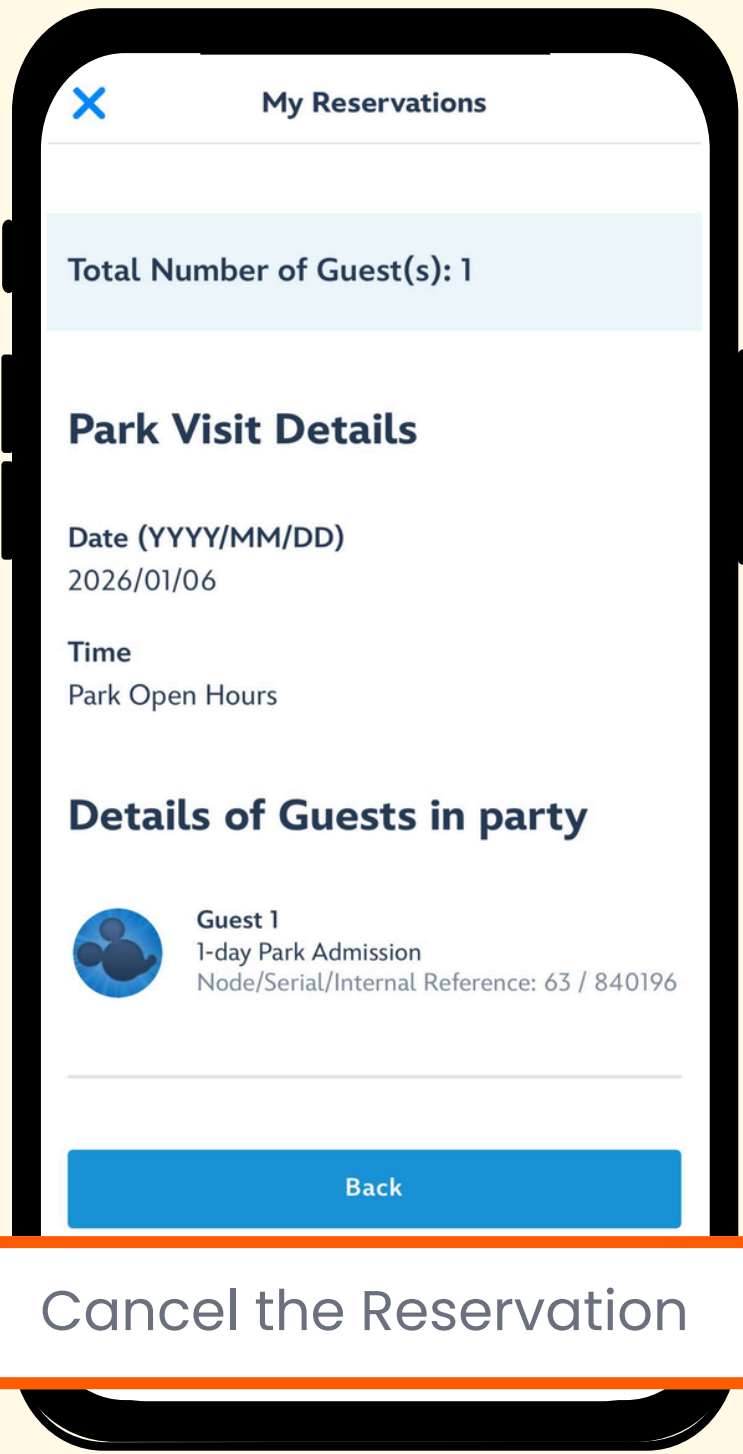 My Reservations
Total Number of Guest(s): 1
Park Visit Details
Date (YYYY/MM/DD)
2026/01/06
Time
Park Open Hours
Details of Guests in party
Guest 1
1-day Park Admission
Node/Serial/Internal Reference: 63 / 840196
Back
Cancel the Reservation